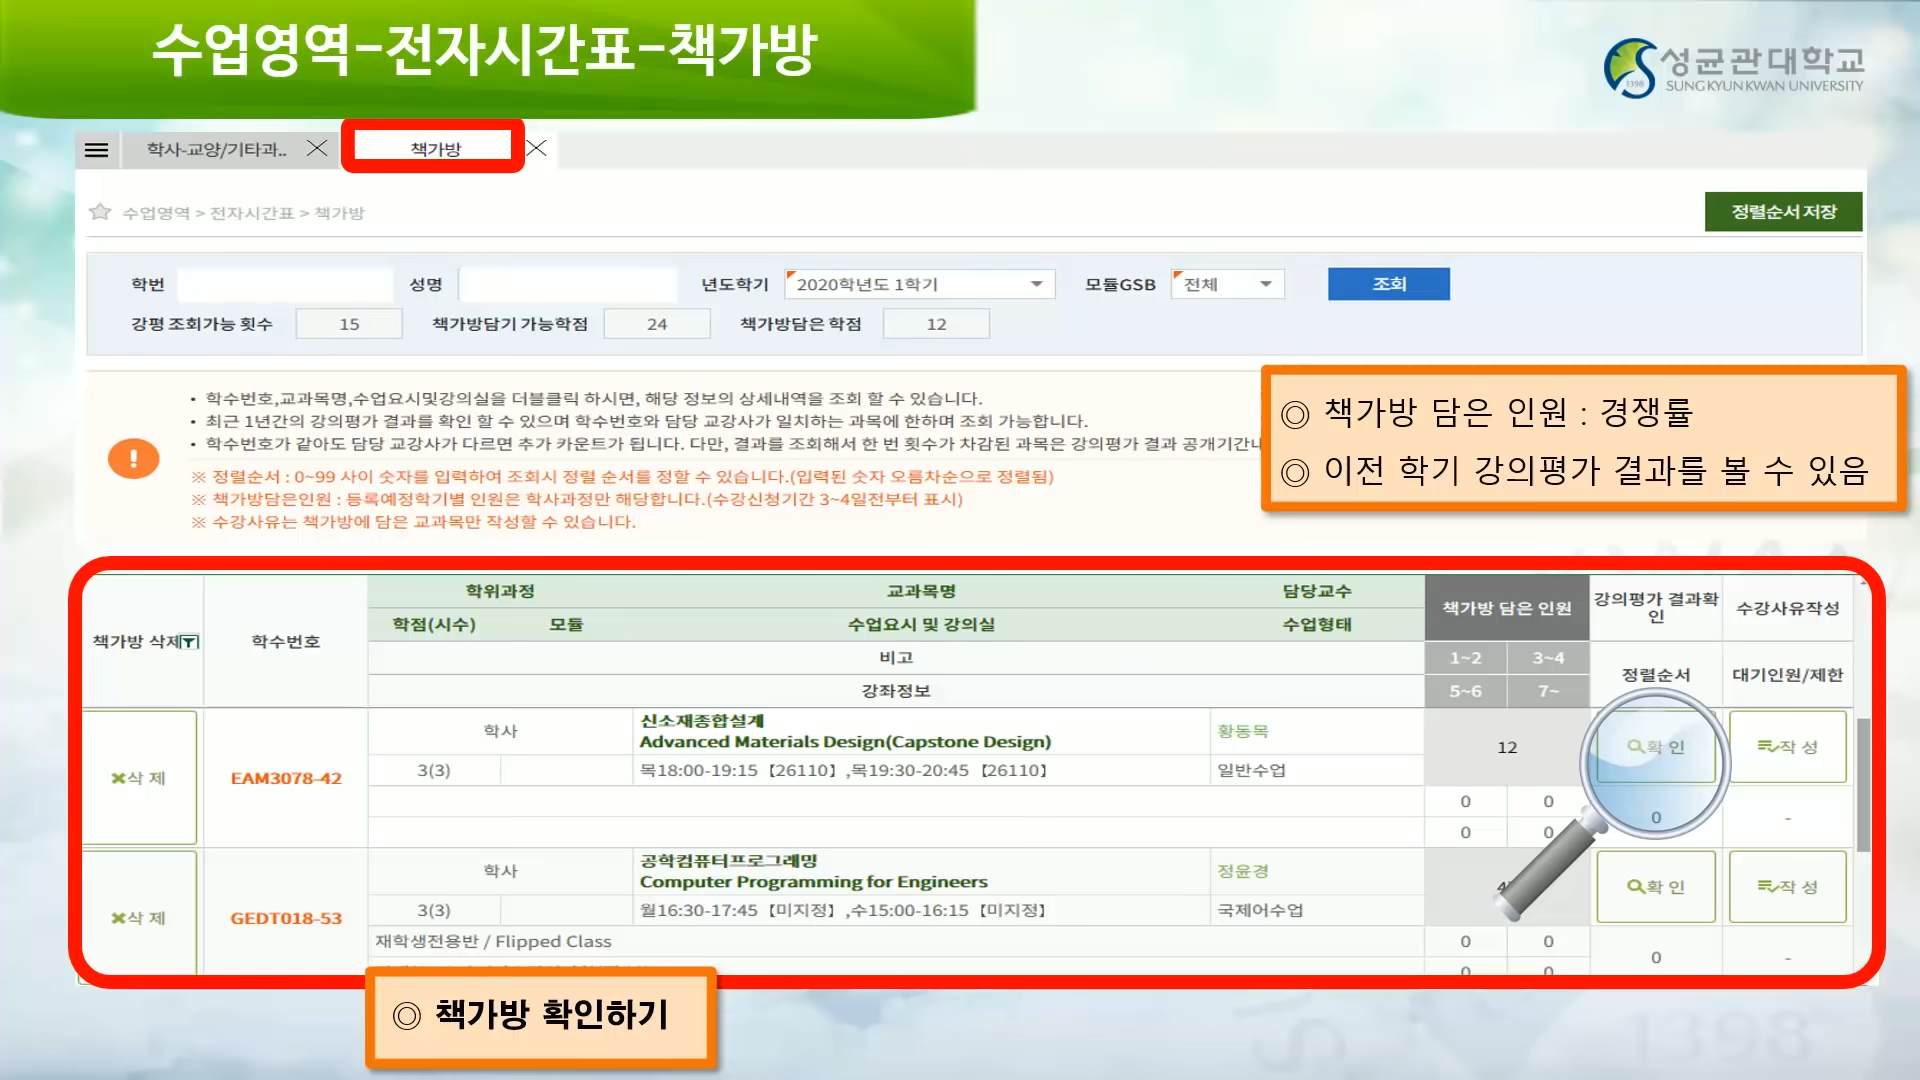 수업영역-전자시간표-책가방
성균관대학교
SUNGKYUNKWAN UNIVERSITY
1398
학사-교양/기타과..
책가방
수업영역 > 전자시간표 > 책가방
정렬순서 저장
학번 성명 년도학기 2020학년도 1학기 모듈GSB 전체 조회
강평 조회가능 횟수 15 책가방담기 가능학점 24 책가방담은 학점 12
• 학수번호,교과목명,수업요시및강의실을 더블클릭 하시면, 해당 정보의 상세내역을 조회 할 수 있습니다.
• 최근 1년간의 강의평가 결과를 확인 할 수 있으며 학수번호와 담당 교강사가 일치하는 과목에 한하며 조회 가능합니다.
• 학수번호가 같아도 담당 교강사가 다르면 추가 카운트가 됩니다. 다만, 결과를 조회해서 한 번 횟수가 차감된 과목은 강의평가 결과 공개기간
※ 정렬순서 : 0~99 사이 숫자를 입력하여 조회시 정렬 순서를 정할 수 있습니다.(입력된 숫자 오름차순으로 정렬됨)
※ 책가방담은인원 : 등록예정학기별 인원은 학사과정만 해당합니다.(수강신청기간 3~4일전부터 표시)
※ 수강사유는 책가방에 담은 교과목만 작성할 수 있습니다.
◎ 책가방 담은 인원 : 경쟁률
◎ 이전 학기 강의평가 결과를 볼 수 있음
책가방 삭제 학수번호 학위과정 교과목명 담당교수 책가방 담은 인원 강의평가 결과확인 수강사유작성
학점(시수) 모듈 수업요시 및 강의실 수업형태
비고 1~2 3~4 정렬순서 대기인원/제한
강좌정보 5~6 7~
삭 제 EAM3078-42 학사 신소재종합설계 황동목 12 확 인 작 성
Advanced Materials Design(Capstone Design)
3(3) 목18:00-19:15【26110】,목19:30-20:45【26110】 일반수업
0 0 0 -
0 0
삭 제 GEDT018-53 학사 공학컴퓨터프로그래밍 정윤경 4 확 인 작 성
Computer Programming for Engineers
3(3) 월16:30-17:45【미지정】,수15:00-16:15【미지정】 국제어수업
재학생전용반 / Flipped Class 0 0 0 -
0 0
◎ 책가방 확인하기
1398